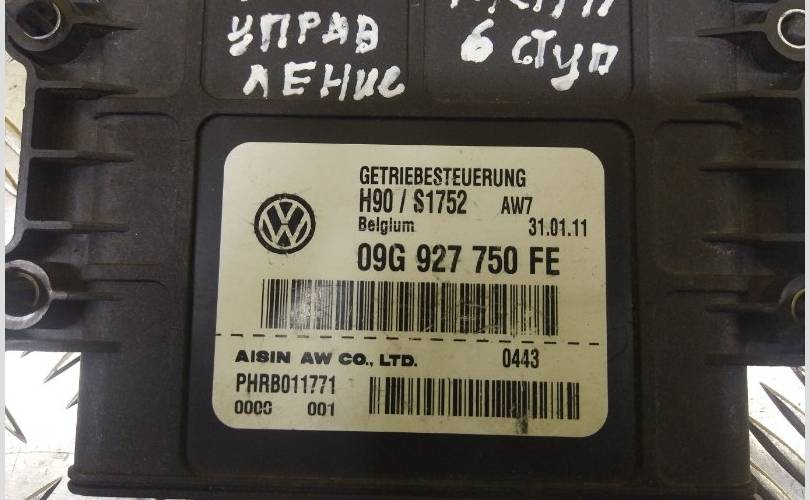 УПРАВ
ЛЕНИЕ
6 СТУП
GETRIEBESTEUERUNG
H90 / S1752 AW7
Belgium 31.01.11
09G 927 750 FE
AISIN AW CO., LTD. 0443
PHRB011771
0000 001